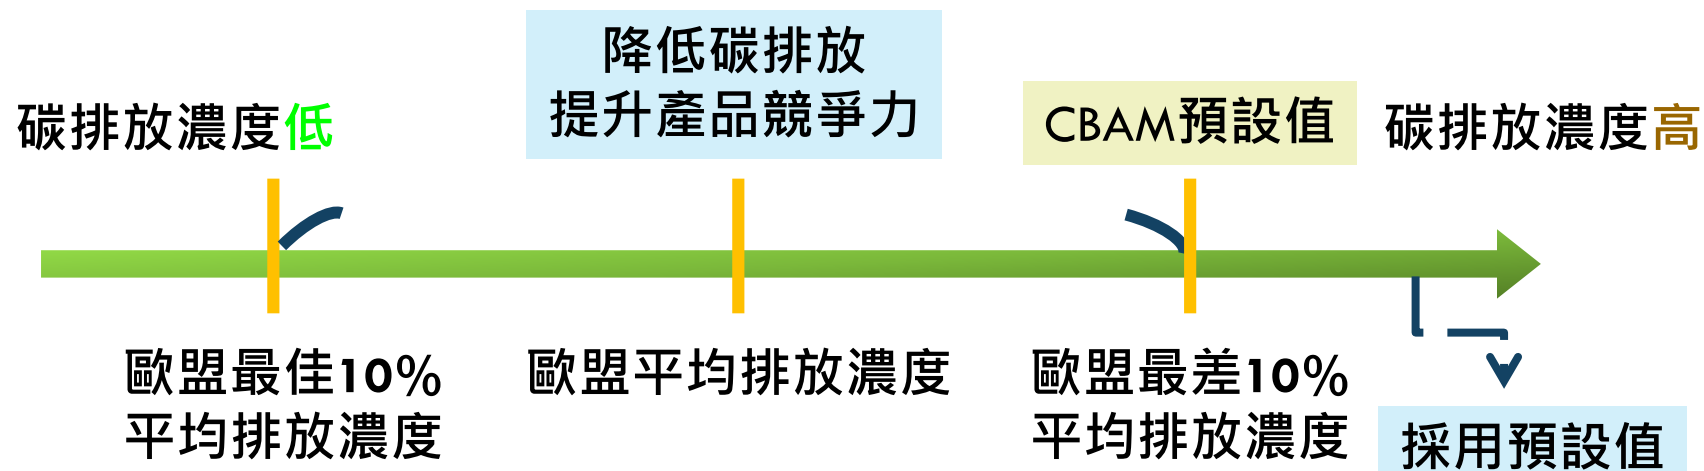 降低碳排放
提升產品競爭力
碳排放濃度低
CBAM預設值
碳排放濃度高
歐盟最佳10%
平均排放濃度
歐盟平均排放濃度
歐盟最差10%
平均排放濃度
採用預設值